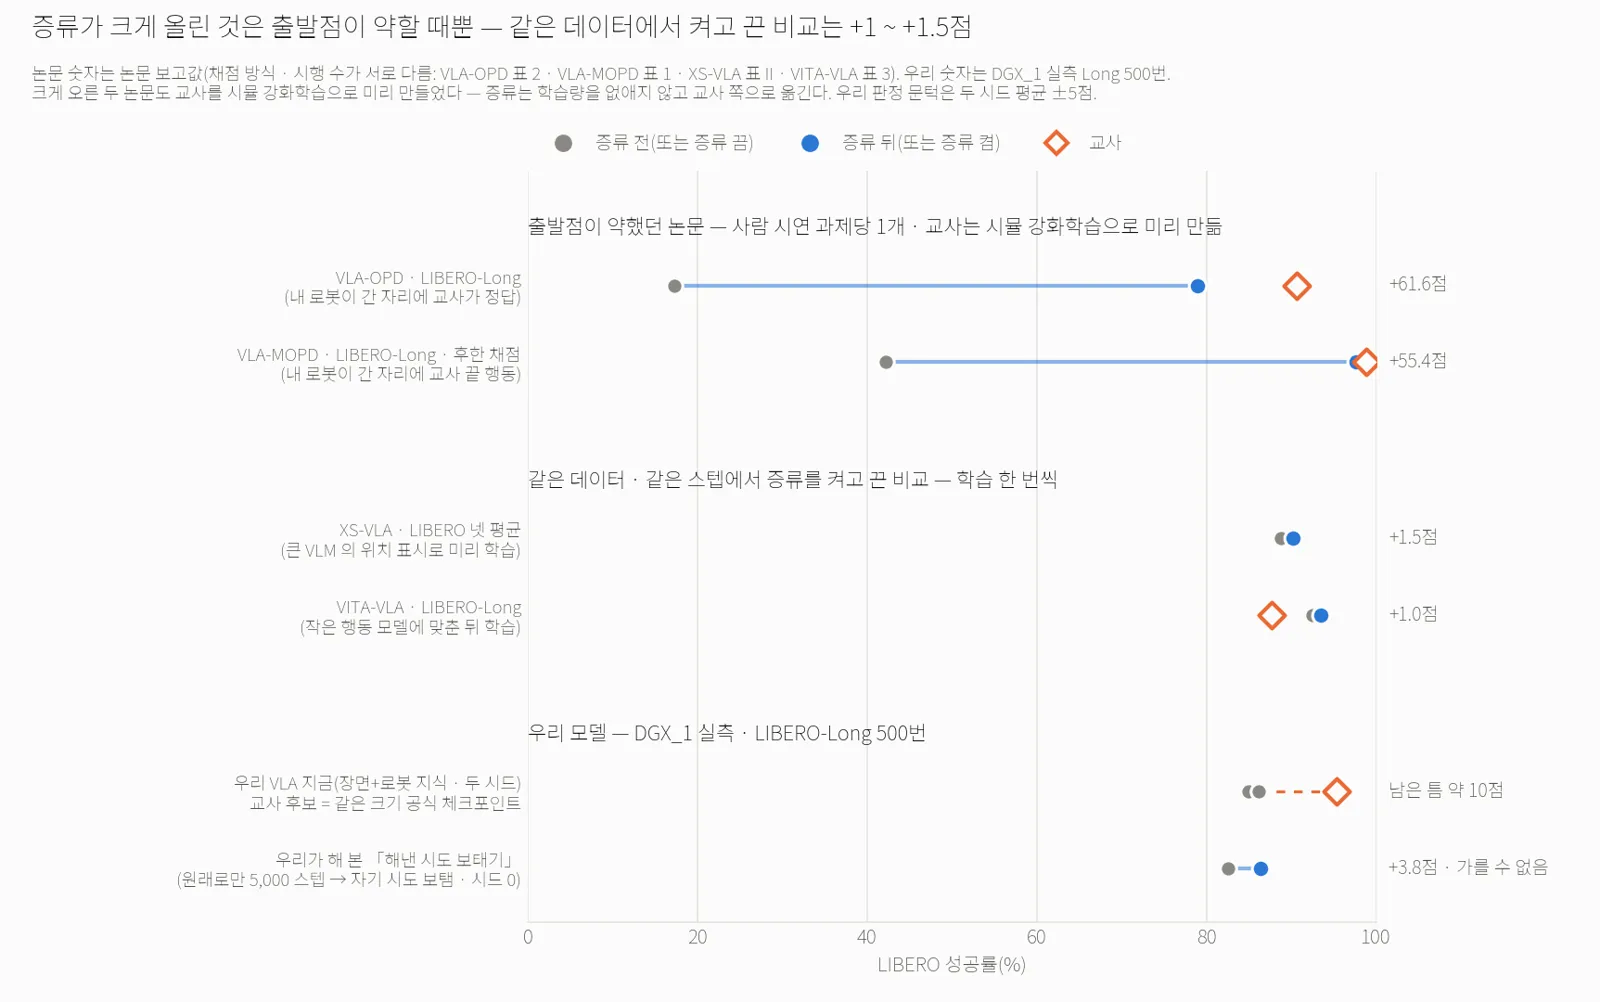 증류가 크게 올린 것은 출발점이 약할 때뿐 — 같은 데이터에서 켜고 끈 비교는 +1 ~ +1.5점
논문 숫자는 논문 보고값(채점 방식 · 시행 수가 서로 다름: VLA-OPD 표 2 · VLA-MOPD 표 1 · XS-VLA 표 II · VITA-VLA 표 3). 우리 숫자는 DGX_1 실측 Long 500번.
크게 오른 두 논문도 교사를 시뮬 강화학습으로 미리 만들었다 — 증류는 학습량을 없애지 않고 교사 쪽으로 옮긴다. 우리 판정 문턱은 두 시드 평균 ±5점.
증류 전(또는 증류 끔)
증류 뒤(또는 증류 켬)
교사
출발점이 약했던 논문 — 사람 시연 과제당 1개 · 교사는 시뮬 강화학습으로 미리 만듦
VLA-OPD · LIBERO-Long
(내 로봇이 간 자리에 교사가 정답)
+61.6점
VLA-MOPD · LIBERO-Long · 후한 채점
(내 로봇이 간 자리에 교사 끝 행동)
+55.4점
같은 데이터 · 같은 스텝에서 증류를 켜고 끈 비교 — 학습 한 번씩
XS-VLA · LIBERO 넷 평균
(큰 VLM 의 위치 표시로 미리 학습)
+1.5점
VITA-VLA · LIBERO-Long
(작은 행동 모델에 맞춘 뒤 학습)
+1.0점
우리 모델 — DGX_1 실측 · LIBERO-Long 500번
우리 VLA 지금(장면+로봇 지식 · 두 시드)
교사 후보 = 같은 크기 공식 체크포인트
남은 틈 약 10점
우리가 해 본 「해낸 시도 보태기」
(원래로만 5,000 스텝 → 자기 시도 보탬 · 시드 0)
+3.8점 · 가를 수 없음
0 20 40 60 80 100
LIBERO 성공률(%)